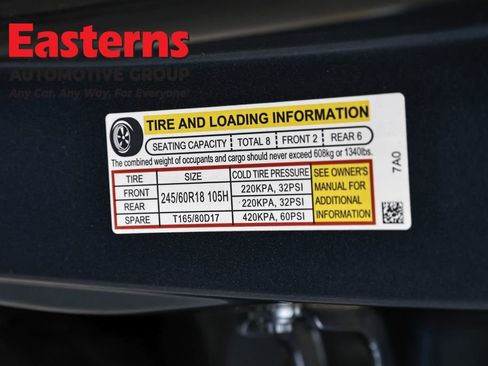 Easterns
AUTOMOTIVE GROUP
Any Car. Any Way. For Everyone
TIRE AND LOADING INFORMATION
SEATING CAPACITY TOTAL 8 FRONT 2 REAR 6
The combined weight of occupants and cargo should never exceed 608kg or 1340lbs.
TIRE SIZE COLD TIRE PRESSURE SEE OWNER'S MANUAL FOR ADDITIONAL INFORMATION
FRONT 245/60R18 105H 220KPA, 32PSI
REAR 220KPA, 32PSI
SPARE T165/80D17 420KPA, 60PSI
7A0